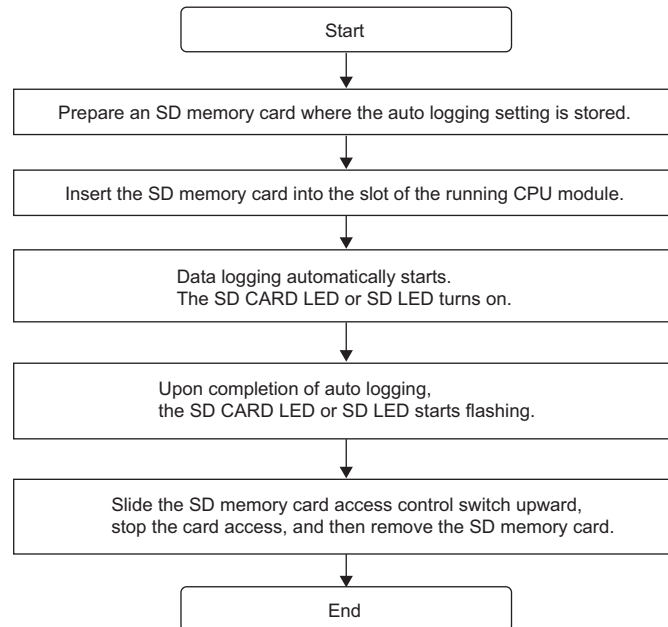 Start
Prepare an SD memory card where the auto logging setting is stored.
Insert the SD memory card into the slot of the running CPU module.
Data logging automatically starts.
The SD CARD LED or SD LED turns on.
Upon completion of auto logging,
the SD CARD LED or SD LED starts flashing.
Slide the SD memory card access control switch upward,
stop the card access, and then remove the SD memory card.
End